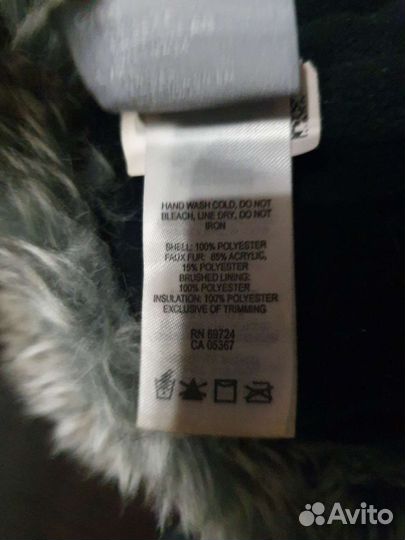 HAND WASH COLD, DO NOT
BLEACH, LINE DRY, DO NOT
IRON
SHELL: 100% POLYESTER
FAUX FUR: 85% ACRYLIC,
15% POLYESTER
BRUSHED LINING:
100% POLYESTER
INSULATION: 100% POLYESTER
EXCLUSIVE OF TRIMMING
RN 69724
CA 05367
Avito